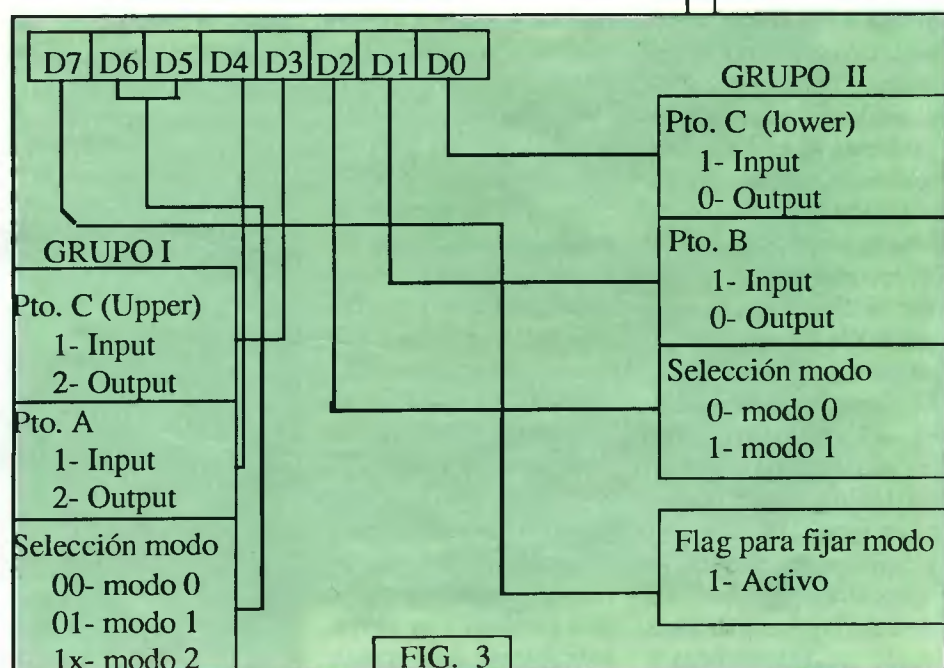 D7 D6 D5 D4 D3 D2 D1 D0
GRUPO II
Pto. C (lower)
1- Input
0- Output
Pto. B
1- Input
0- Output
Selección modo
0- modo 0
1- modo 1
Flag para fijar modo
1- Activo
GRUPO I
Pto. C (Upper)
1- Input
2- Output
Pto. A
1- Input
2- Output
Selección modo
00- modo 0
01- modo 1
1x- modo 2
FIG. 3